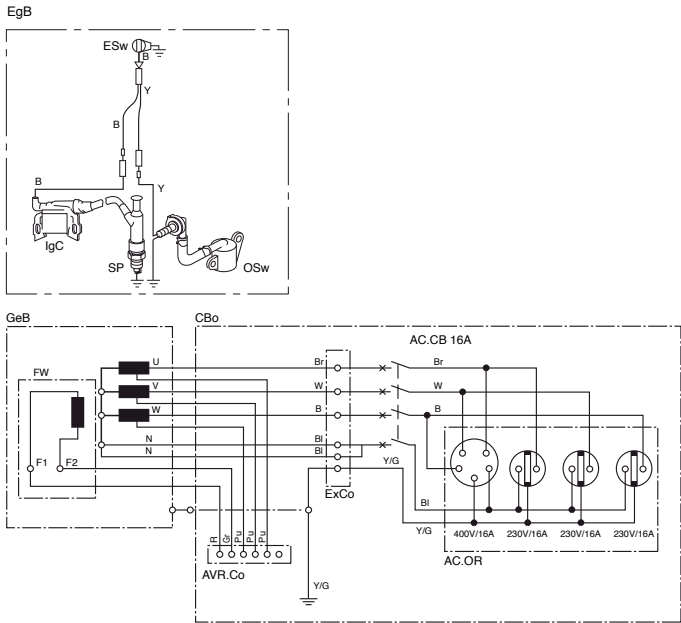 EgB
ESw
B
Y
B
B
Y
IgC
SP
OSw
GeB
CBo
AC.CB 16A
FW
U
Br
Br
V
W
W
W
B
B
N
Bl
N
Bl
Y/G
F1
F2
ExCo
Bl
Y/G
400V/16A 230V/16A 230V/16A 230V/16A
R
Gr
Pu
Pu
Pu
AC.OR
AVR.Co
Y/G